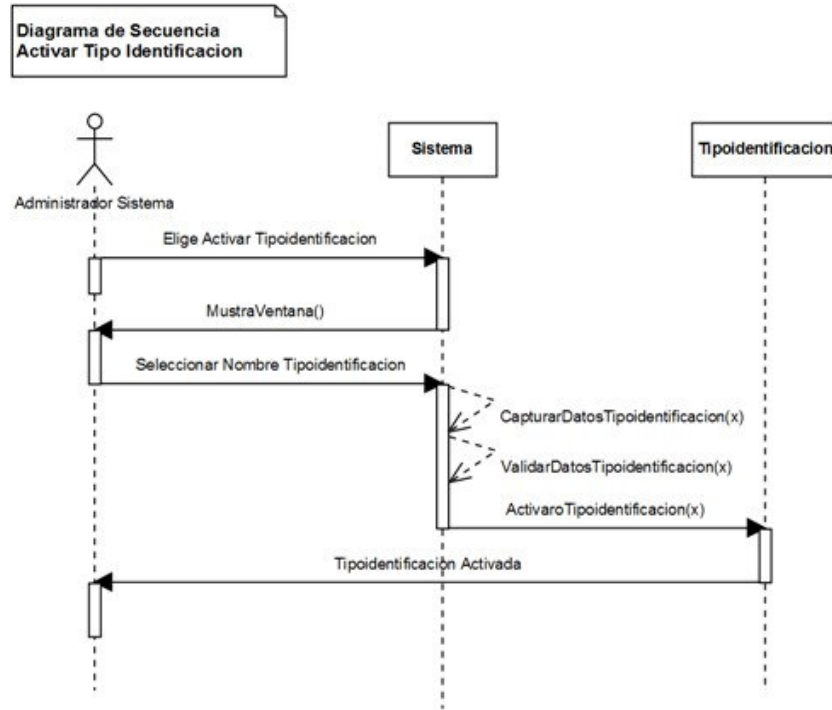 Diagrama de Secuencia
Activar Tipo Identificacion
Sistema
Tipoidentificacion
Administrador Sistema
Elige Activar Tipoidentificacion
MustraVentana()
Seleccionar Nombre Tipoidentificacion
CapturarDatosTipoidentificacion(x)
ValidarDatosTipoidentificacion(x)
ActivaroTipoidentificacion(x)
Tipoidentificacion Activada